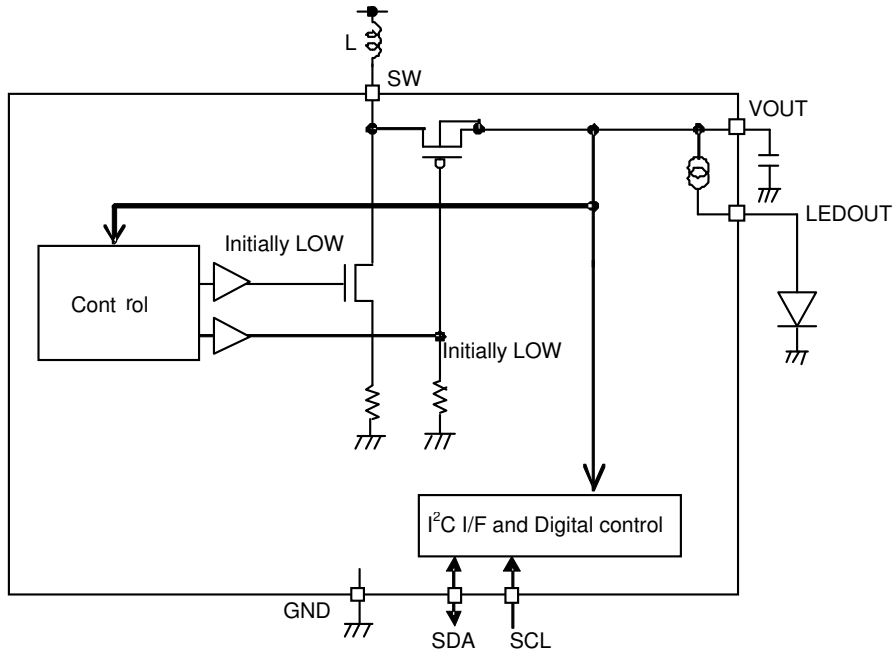 L
SW
VOUT
LEDOUT
Initially LOW
Cont rol
Initially LOW
I²C I/F and Digital control
GND
SDA
SCL